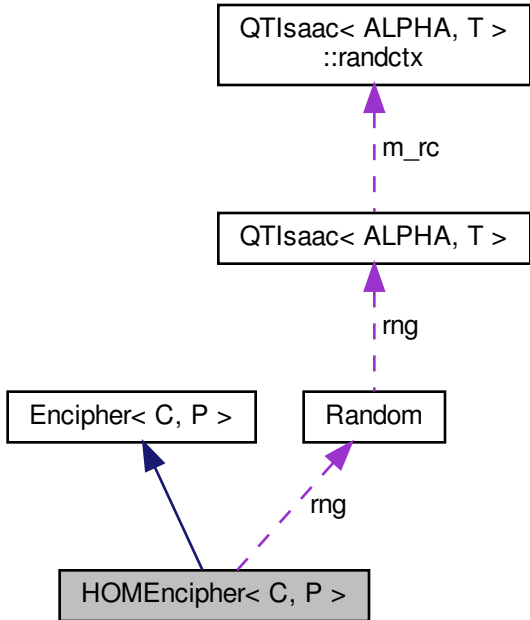 QTIsaac< ALPHA, T >
::randctx
m_rc
QTIsaac< ALPHA, T >
rng
Encipher< C, P >
Random
rng
HOMEncipher< C, P >